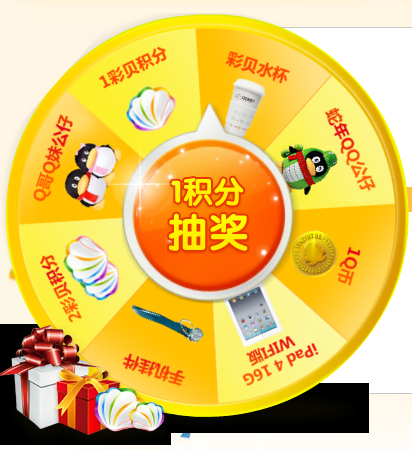 1彩贝积分
彩贝水杯
蛇年QQ公仔
1Q币
iPad 4 16G
WIFI版
手机挂件
2彩贝积分
Q哥Q妹公仔
1积分
抽奖